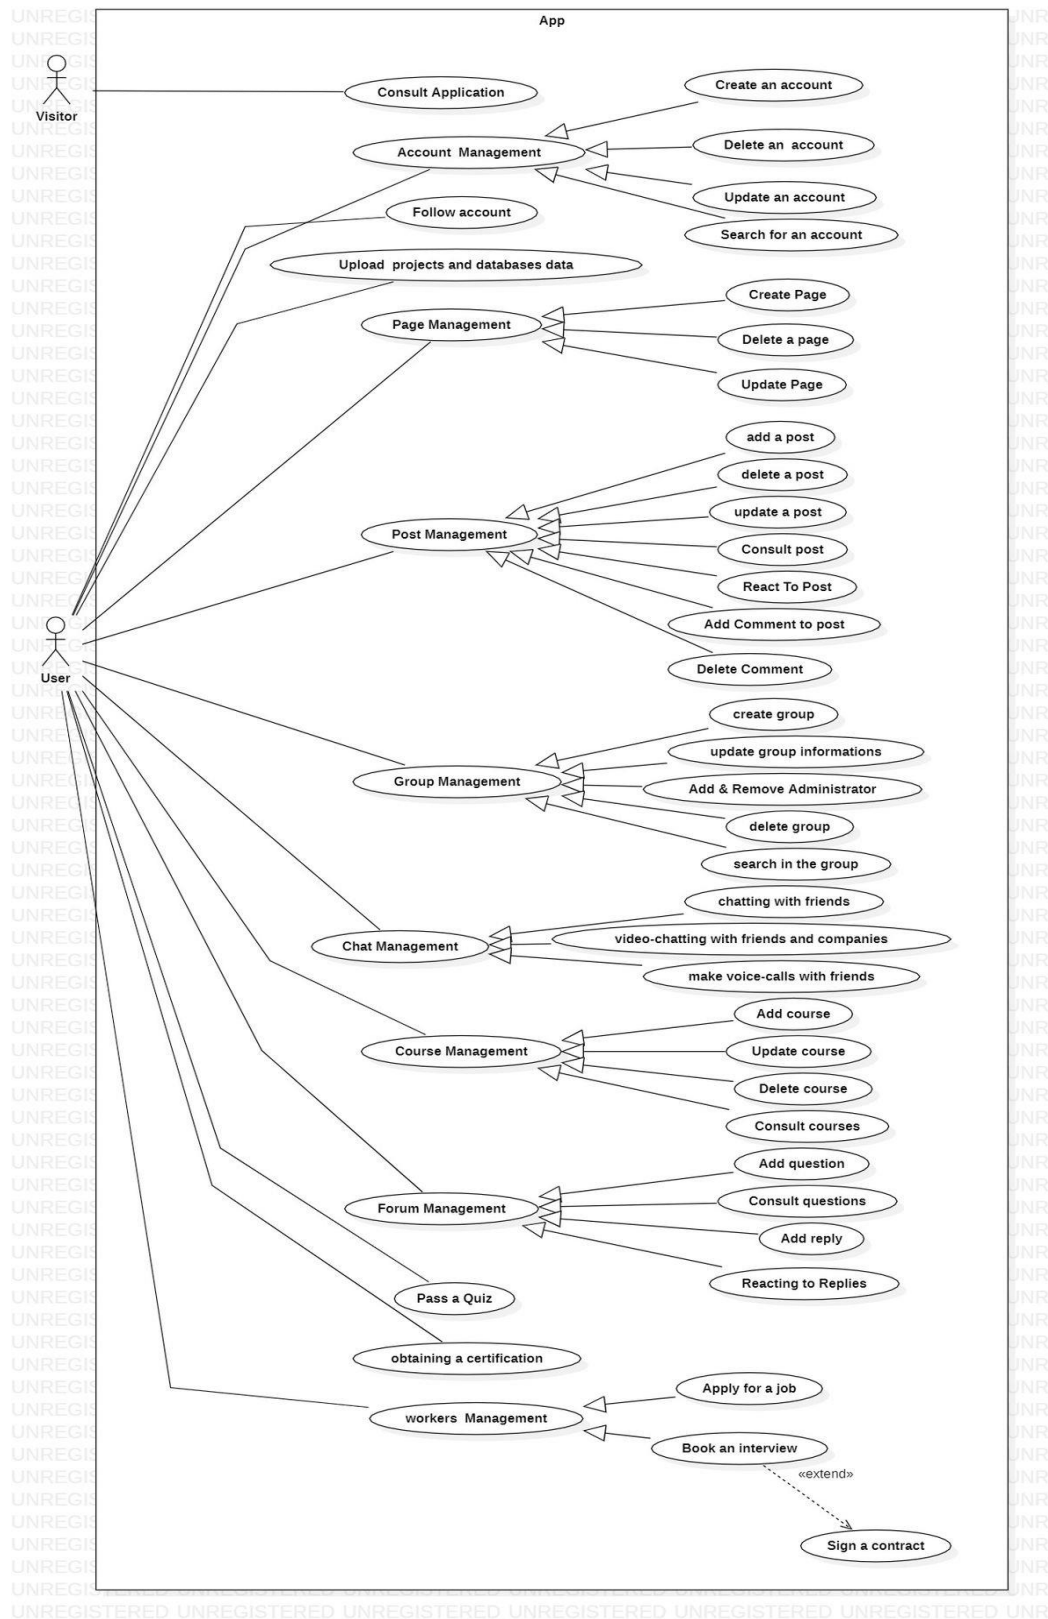 App
Visitor
Consult Application
Create an account
Account  Management
Delete an  account
Update an account
Follow account
Search for an account
Upload  projects and databases data
Create Page
Page Management
Delete a page
Update Page
add a post
delete a post
update a post
Post Management
Consult post
React To Post
Add Comment to post
Delete Comment
User
create group
update group informations
Group Management
Add & Remove Administrator
delete group
search in the group
chatting with friends
Chat Management
video-chatting with friends and companies
make voice-calls with friends
Add course
Course Management
Update course
Delete course
Consult courses
Add question
Forum Management
Consult questions
Add reply
Reacting to Replies
Pass a Quiz
obtaining a certification
Apply for a job
workers  Management
Book an interview
«extend»
Sign a contract
UNREGISTERED UNREGISTERED UNREGISTERED UNREGISTERED UNREGISTERED UNREGISTERED UNR